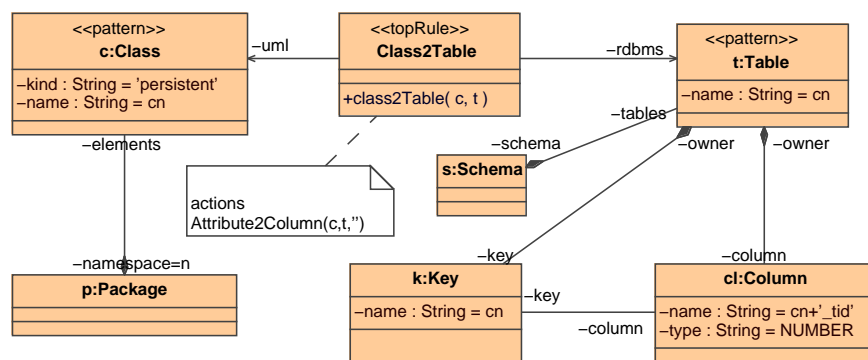 <<pattern>>
c:Class
−kind : String = 'persistent'
−name : String = cn
−elements
−uml
<<topRule>>
Class2Table
+class2Table( c, t )
−rdbms
<<pattern>>
t:Table
−name : String = cn
−tables
−schema
s:Schema
−owner
−owner
actions
Attribute2Column(c,t,'')
−namespace=n
p:Package
−key
k:Key
−name : String = cn
−key
−column
−column
cl:Column
−name : String = cn+'_tid'
−type : String = NUMBER